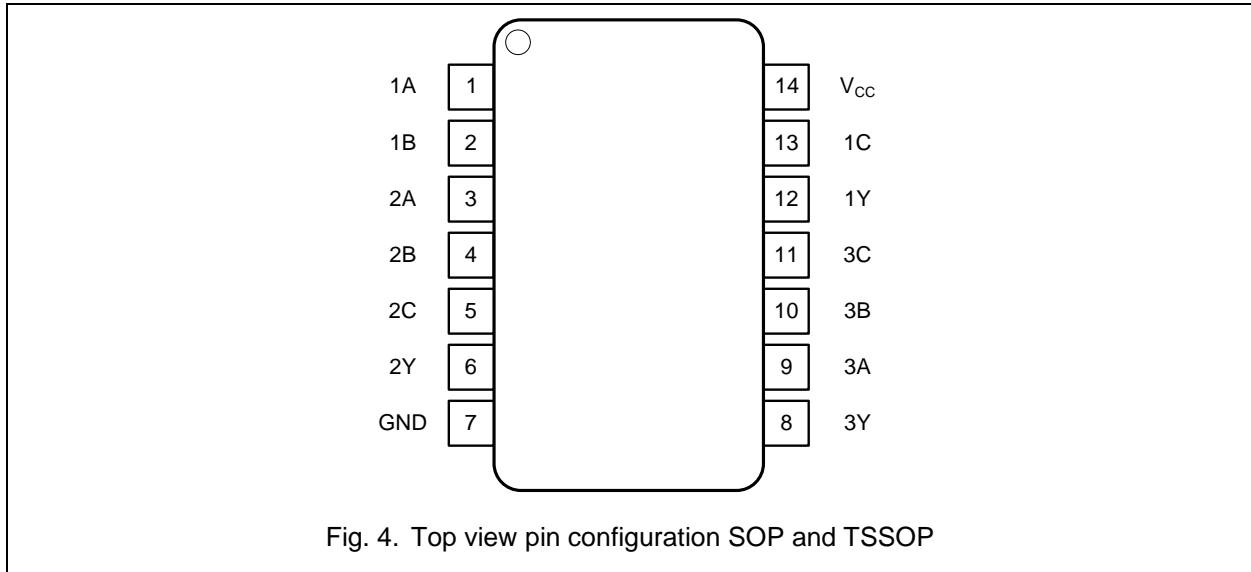 1A 1 14 VCC
1B 2 13 1C
2A 3 12 1Y
2B 4 11 3C
2C 5 10 3B
2Y 6 9 3A
GND 7 8 3Y
Fig. 4. Top view pin configuration SOP and TSSOP